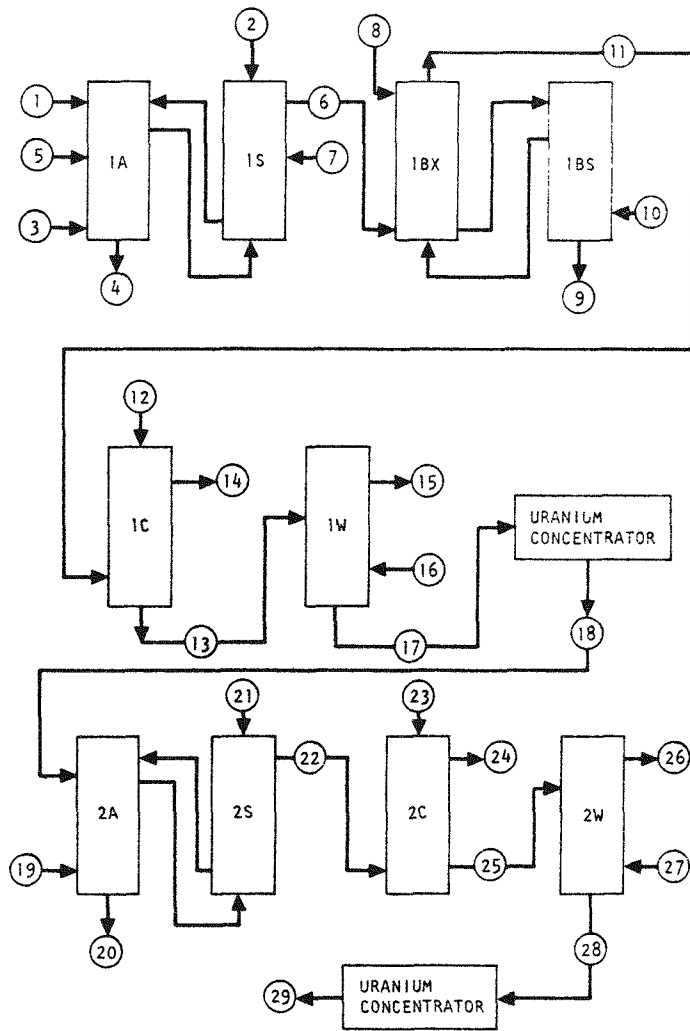 2 8 11
1 6
5 1A 1S 7 1BX 1BS
3 10
4 9
12
14 15
1C 1W URANIUM
CONCENTRATOR
16
13 17 18
21 23
22 24 26
2A 2S 2C 2W
19 25 27
20 28
29 URANIUM
CONCENTRATOR